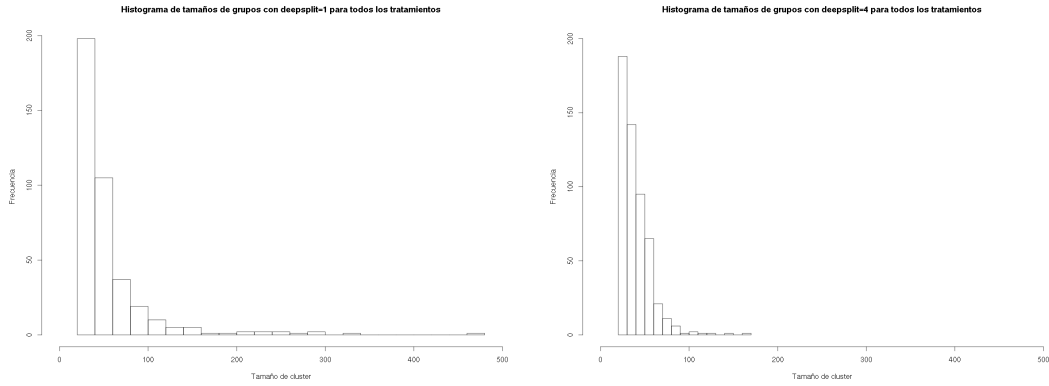 Histograma de tamaños de grupos con deepsplit=1 para todos los tratamientos
Frecuencia
200
150
100
50
0
0 100 200 300 400 500
Tamaño de cluster
Histograma de tamaños de grupos con deepsplit=4 para todos los tratamientos
Frecuencia
200
150
100
50
0
0 100 200 300 400 500
Tamaño de cluster